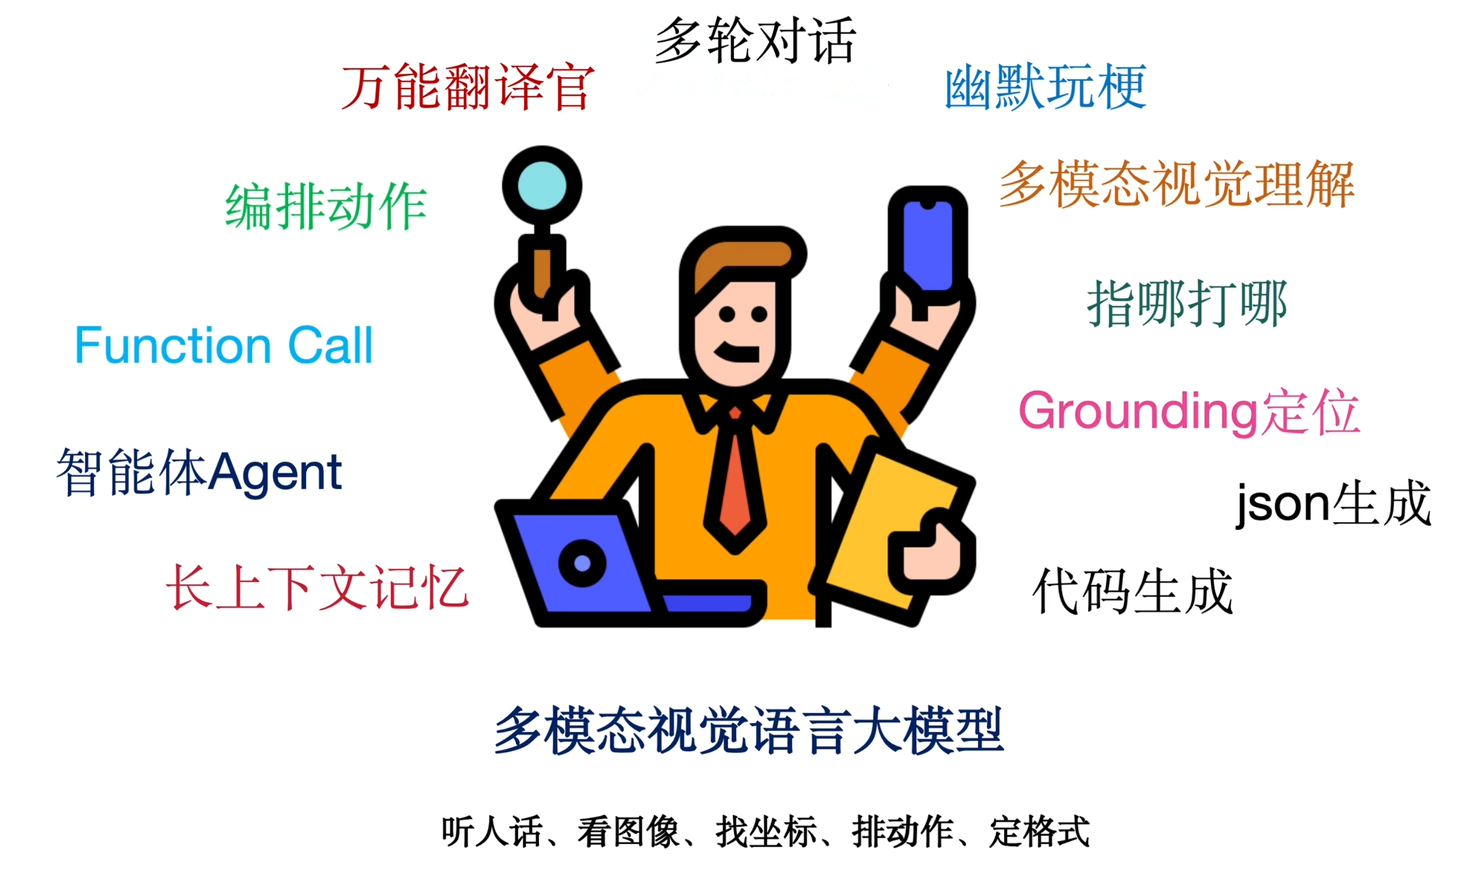 多轮对话
万能翻译官
幽默玩梗
编排动作
多模态视觉理解
指哪打哪
Function Call
Grounding定位
智能体Agent
json生成
长上下文记忆
代码生成
多模态视觉语言大模型
听人话、看图像、找坐标、排动作、定格式